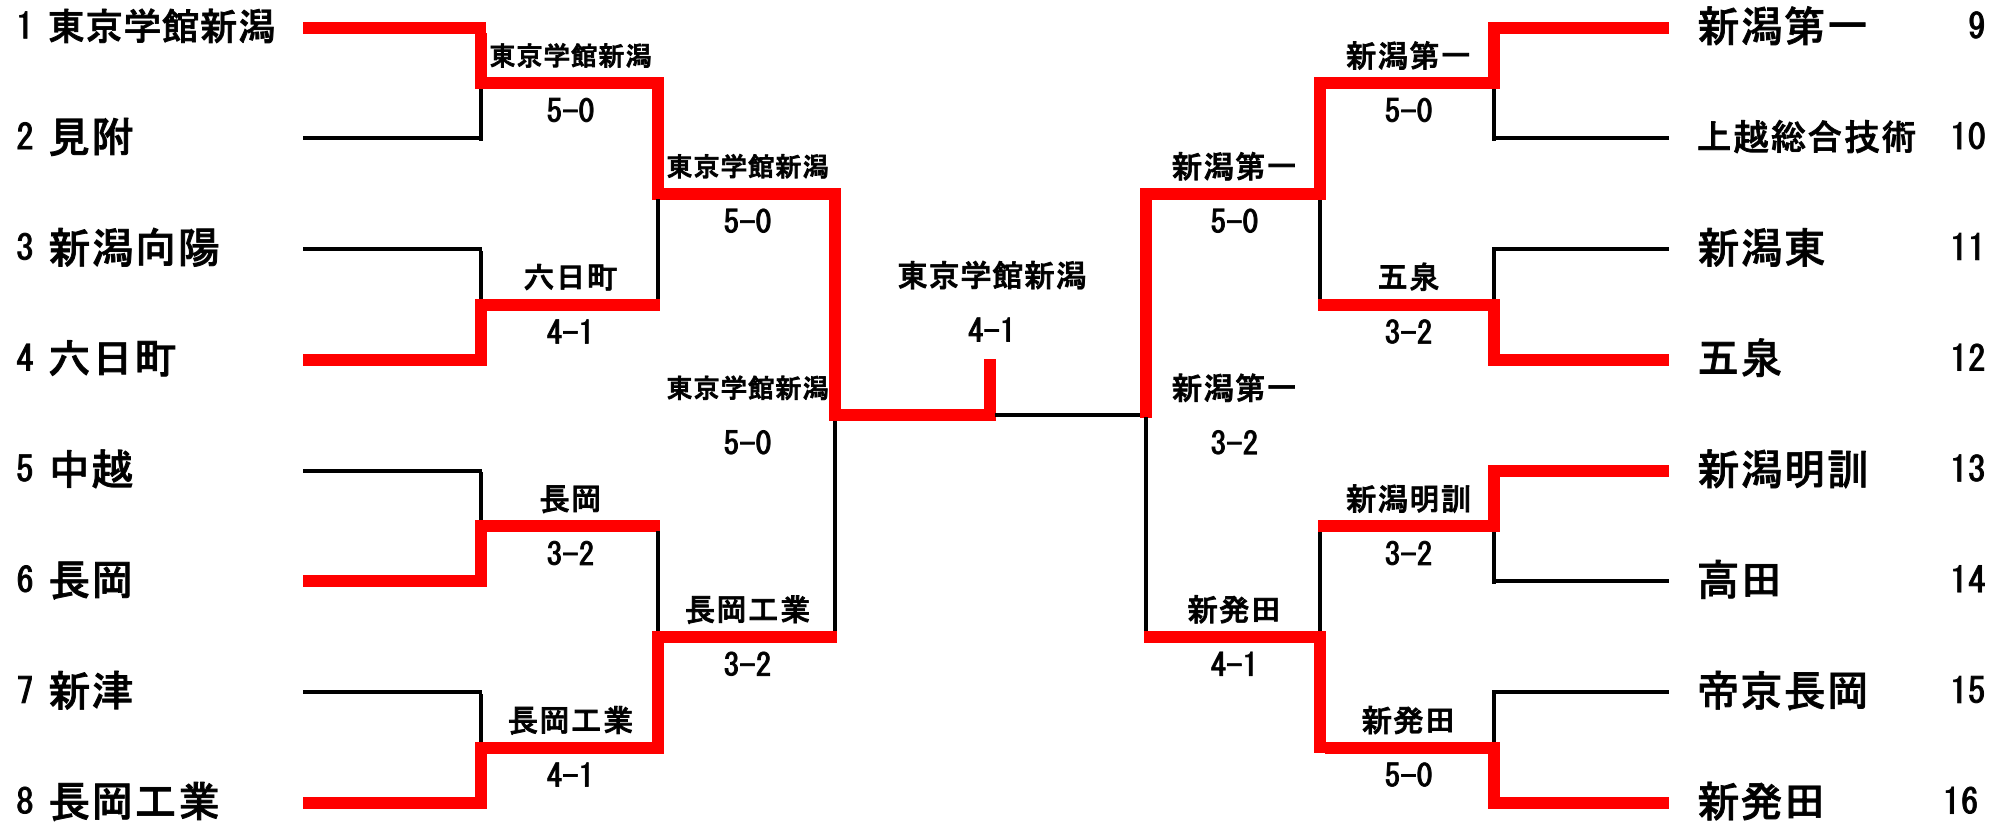 1 東京学館新潟
2 見附
3 新潟向陽
4 六日町
5 中越
6 長岡
7 新津
8 長岡工業
東京学館新潟
5-0
六日町
4-1
長岡
3-2
長岡工業
4-1
東京学館新潟
5-0
長岡工業
3-2
東京学館新潟
5-0
東京学館新潟
4-1
新潟第一
3-2
新潟第一
5-0
新発田
4-1
新潟第一
5-0
五泉
3-2
新潟明訓
3-2
新発田
5-0
新潟第一 9
上越総合技術 10
新潟東 11
五泉 12
新潟明訓 13
高田 14
帝京長岡 15
新発田 16